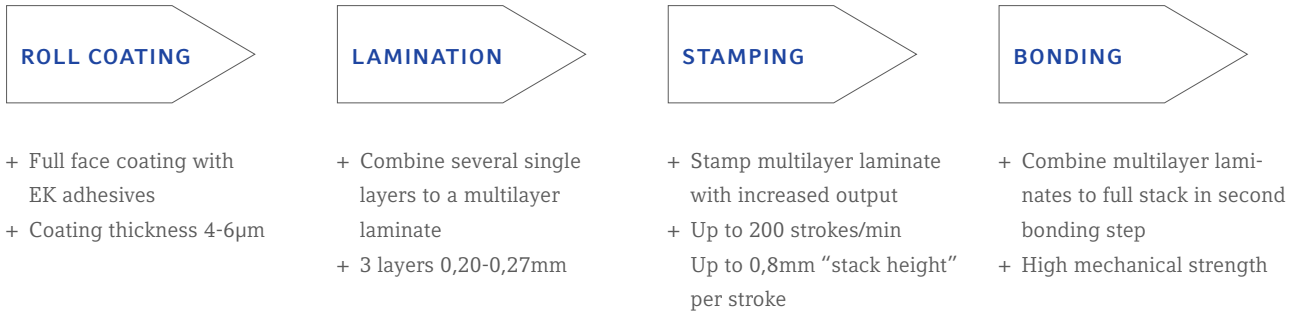 ROLL COATING
+ Full face coating with
EK adhesives
+ Coating thickness 4-6µm
LAMINATION
+ Combine several single
layers to a multilayer
laminate
+ 3 layers 0,20-0,27mm
STAMPING
+ Stamp multilayer laminate
with increased output
+ Up to 200 strokes/min
Up to 0,8mm “stack height”
per stroke
BONDING
+ Combine multilayer lami-
nates to full stack in second
bonding step
+ High mechanical strength